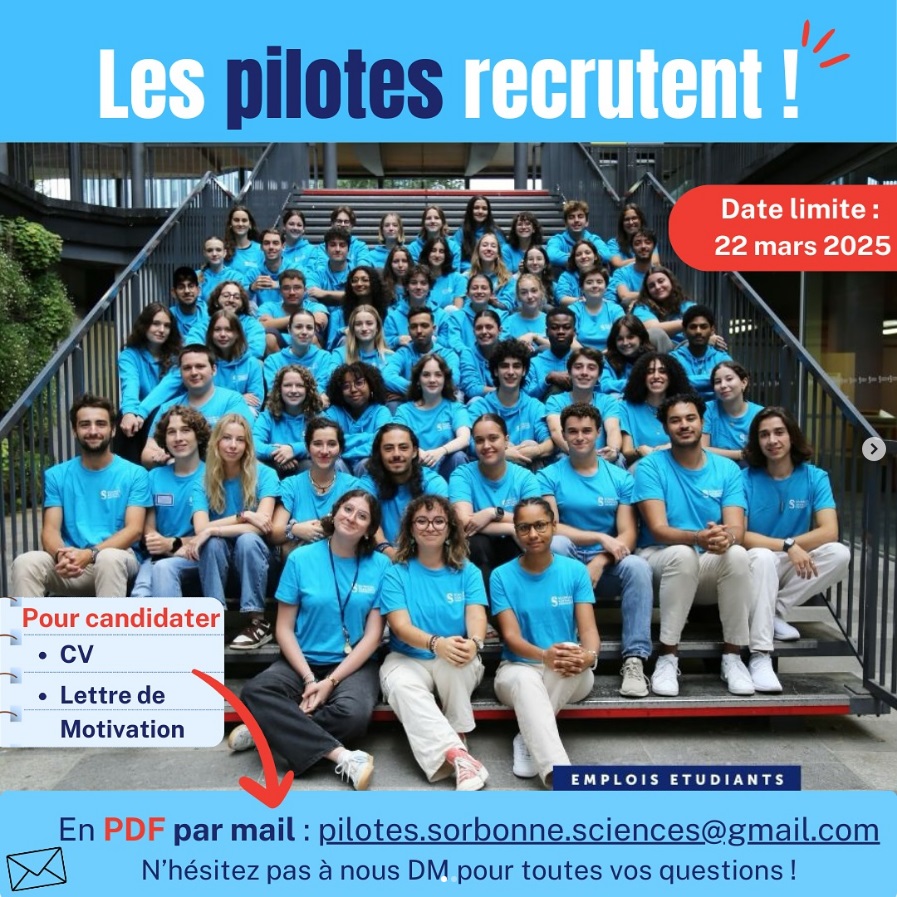 Les pilotes recrutent !
Date limite :
22 mars 2025
Pour candidater
• CV
• Lettre de
Motivation
EMPLOIS ETUDIANTS
En PDF par mail : pilotes.sorbonne.sciences@gmail.com
N'hésitez pas à nous DM pour toutes vos questions !